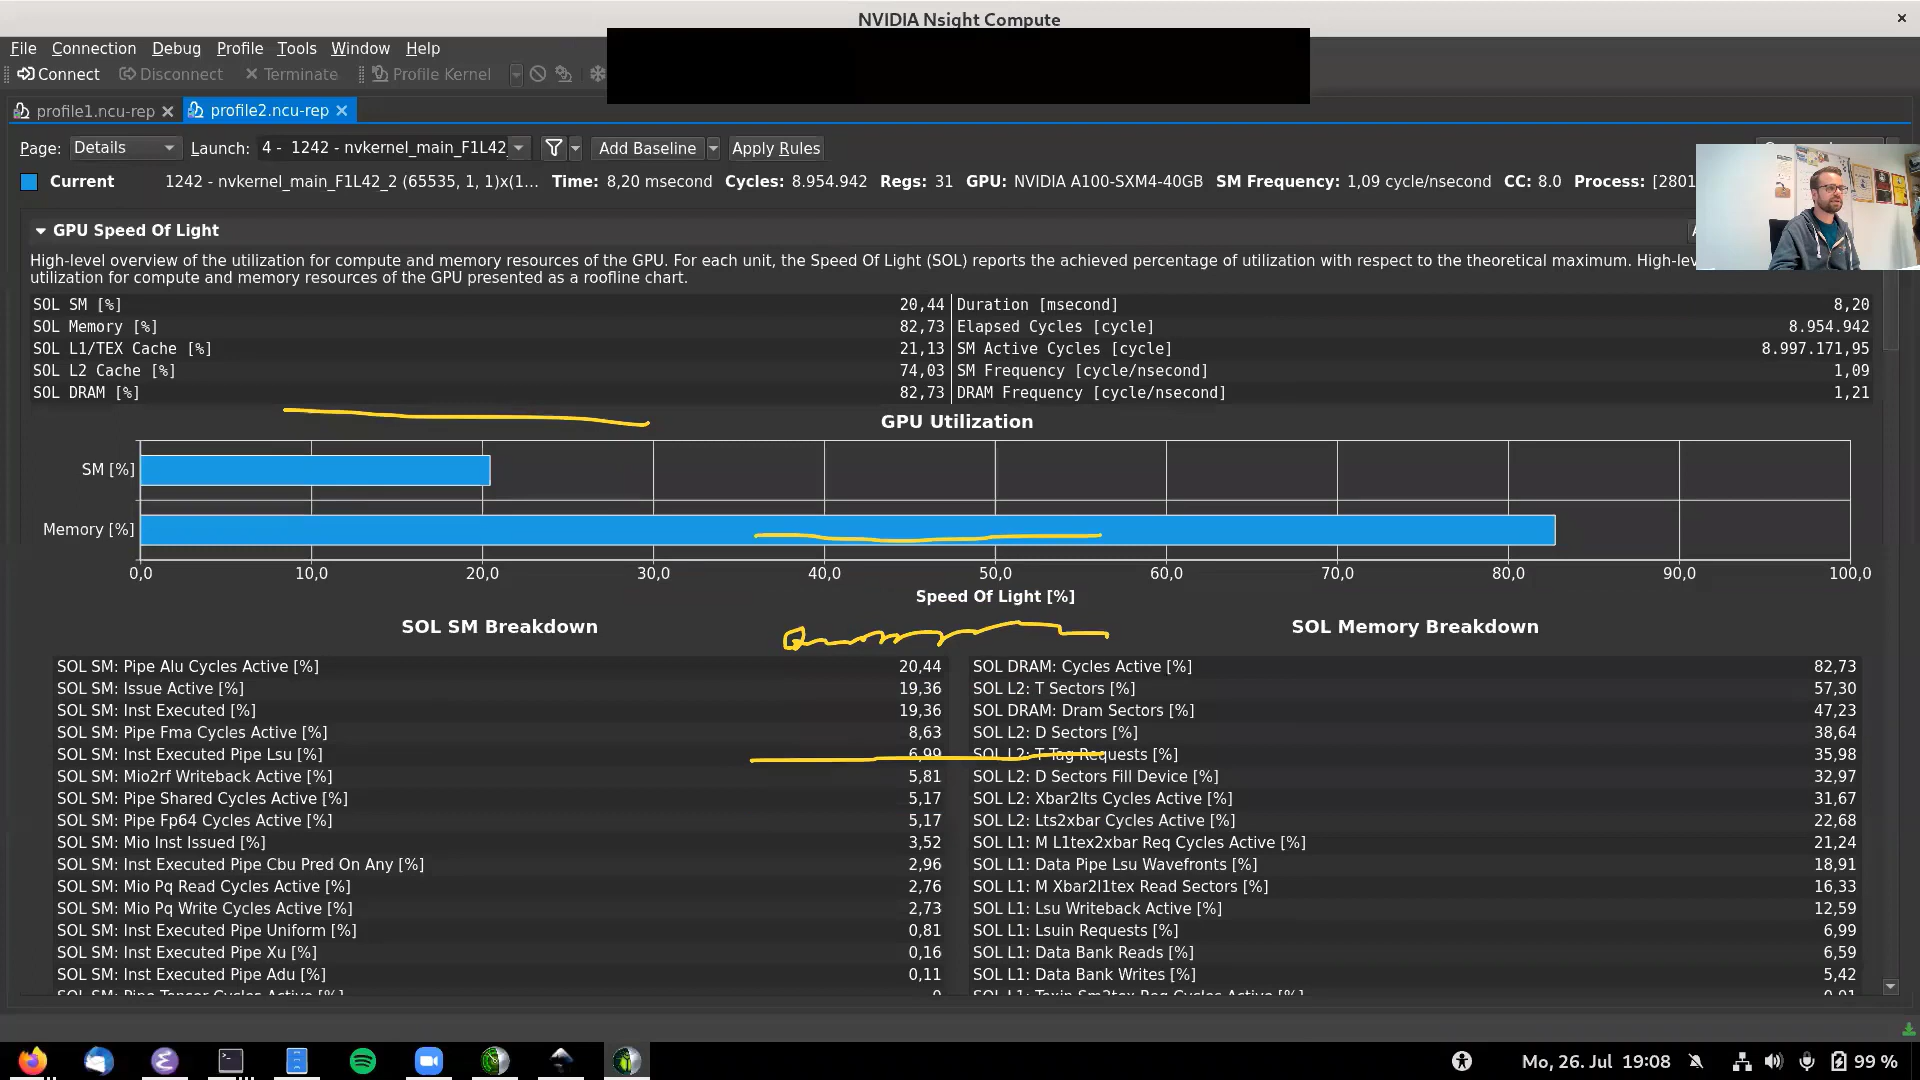 NVIDIA Nsight Compute
×
File Connection Debug Profile Tools Window Help
Connect Disconnect Terminate Profile Kernel
profile1.ncu-rep profile2.ncu-rep
Page: Details Launch: 4 - 1242 - nvkernel_main_F1L42 Add Baseline Apply Rules
Current 1242 - nvkernel_main_F1L42_2 (65535, 1, 1)x(1... Time: 8,20 msecond Cycles: 8.954.942 Regs: 31 GPU: NVIDIA A100-SXM4-40GB SM Frequency: 1,09 cycle/nsecond CC: 8.0 Process: [2801
GPU Speed Of Light
High-level overview of the utilization for compute and memory resources of the GPU. For each unit, the Speed Of Light (SOL) reports the achieved percentage of utilization with respect to the theoretical maximum. High-lev
utilization for compute and memory resources of the GPU presented as a roofline chart.
SOL SM [%] 20,44 Duration [msecond] 8,20
SOL Memory [%] 82,73 Elapsed Cycles [cycle] 8.954.942
SOL L1/TEX Cache [%] 21,13 SM Active Cycles [cycle] 8.997.171,95
SOL L2 Cache [%] 74,03 SM Frequency [cycle/nsecond] 1,09
SOL DRAM [%] 82,73 DRAM Frequency [cycle/nsecond] 1,21
GPU Utilization
SM [%]
Memory [%]
0,0 10,0 20,0 30,0 40,0 50,0 60,0 70,0 80,0 90,0 100,0
Speed Of Light [%]
SOL SM Breakdown SOL Memory Breakdown
SOL SM: Pipe Alu Cycles Active [%] 20,44 SOL DRAM: Cycles Active [%] 82,73
SOL SM: Issue Active [%] 19,36 SOL L2: T Sectors [%] 57,30
SOL SM: Inst Executed [%] 19,36 SOL DRAM: Dram Sectors [%] 47,23
SOL SM: Pipe Fma Cycles Active [%] 8,63 SOL L2: D Sectors [%] 38,64
SOL SM: Inst Executed Pipe Lsu [%] 6,99 SOL L2: T Tag Requests [%] 35,98
SOL SM: Mio2rf Writeback Active [%] 5,81 SOL L2: D Sectors Fill Device [%] 32,97
SOL SM: Pipe Shared Cycles Active [%] 5,17 SOL L2: Xbar2lts Cycles Active [%] 31,67
SOL SM: Pipe Fp64 Cycles Active [%] 5,17 SOL L2: Lts2xbar Cycles Active [%] 22,68
SOL SM: Mio Inst Issued [%] 3,52 SOL L1: M L1tex2xbar Req Cycles Active [%] 21,24
SOL SM: Inst Executed Pipe Cbu Pred On Any [%] 2,96 SOL L1: Data Pipe Lsu Wavefronts [%] 18,91
SOL SM: Mio Pq Read Cycles Active [%] 2,76 SOL L1: M Xbar2l1tex Read Sectors [%] 16,33
SOL SM: Mio Pq Write Cycles Active [%] 2,73 SOL L1: Lsu Writeback Active [%] 12,59
SOL SM: Inst Executed Pipe Uniform [%] 0,81 SOL L1: Lsuin Requests [%] 6,99
SOL SM: Inst Executed Pipe Xu [%] 0,16 SOL L1: Data Bank Reads [%] 6,59
SOL SM: Inst Executed Pipe Adu [%] 0,11 SOL L1: Data Bank Writes [%] 5,42
SOL SM: Pipe Tensor Cycles Active [%] 0 SOL L1: Texin Sm2tex Req Cycles Active [%] 0,01
Mo, 26. Jul 19:08 99 %